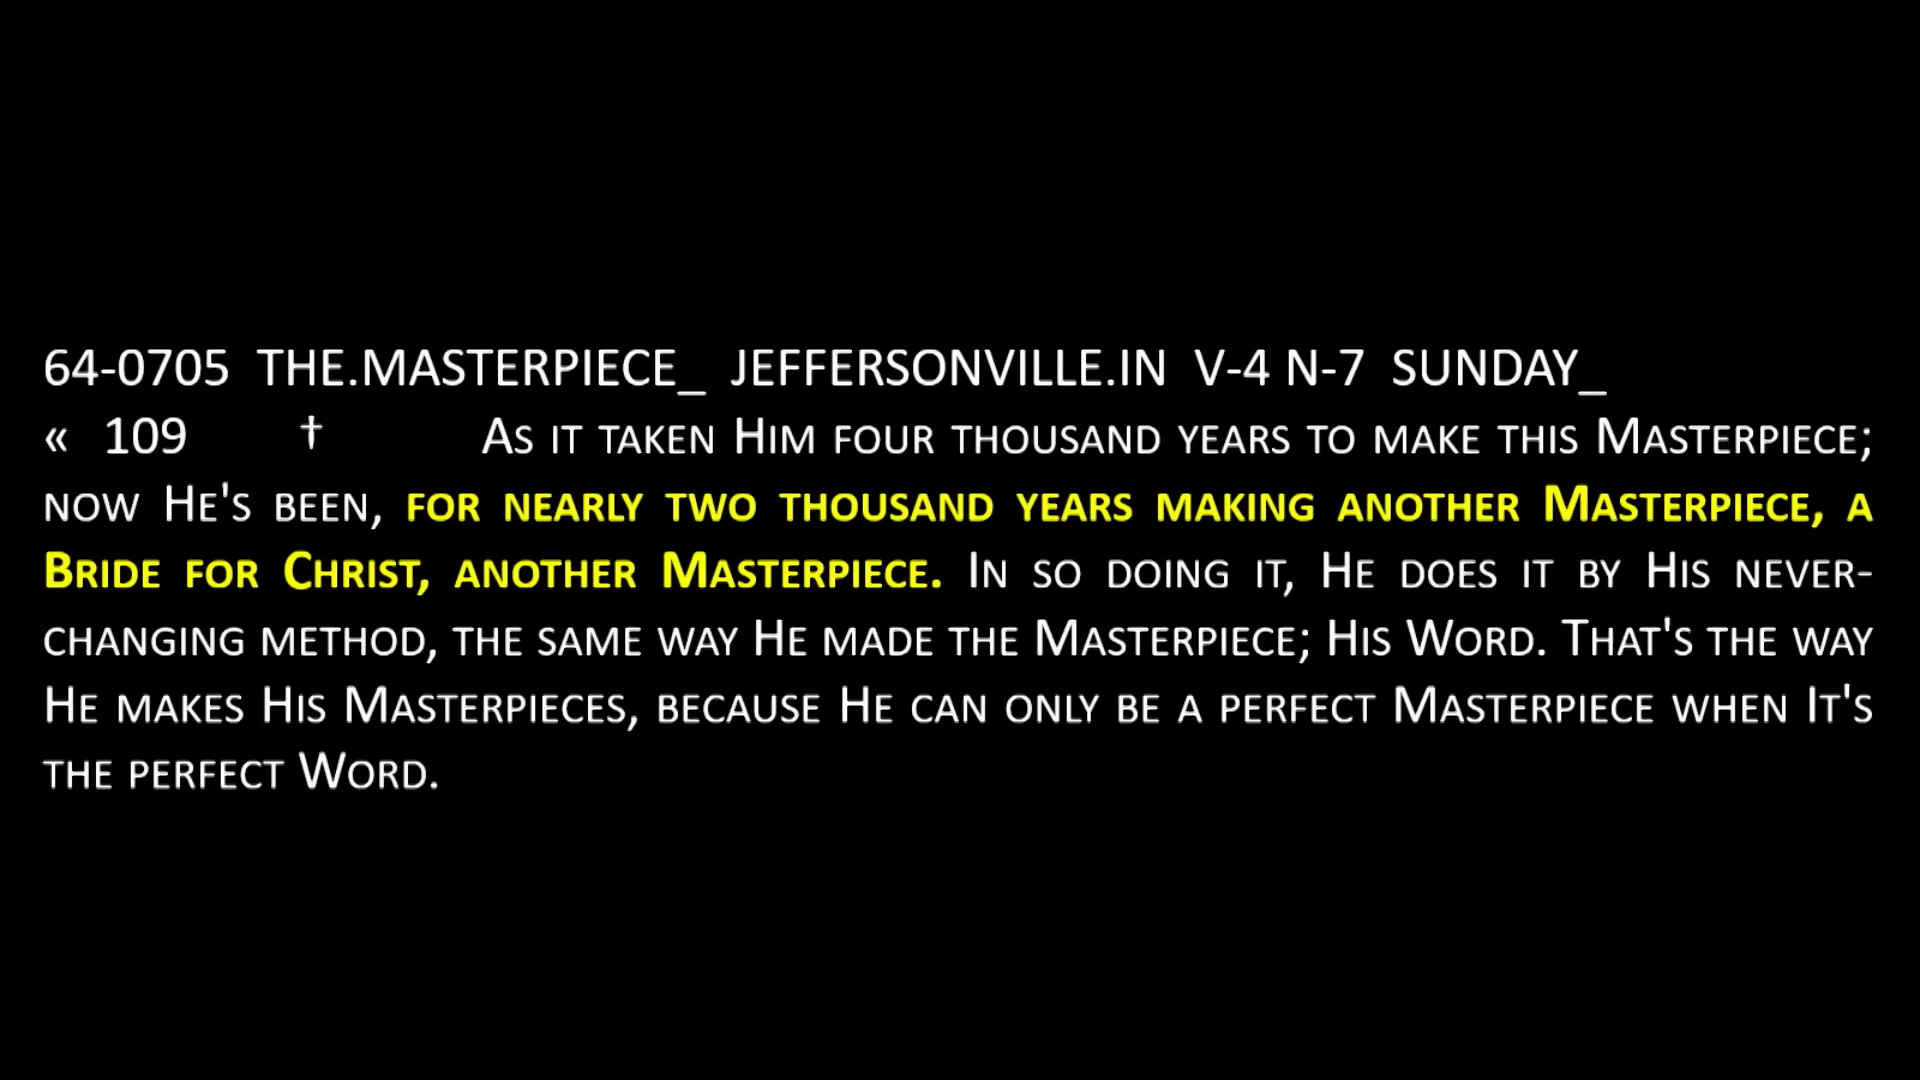 64-0705 THE.MASTERPIECE_ JEFFERSONVILLE.IN V-4 N-7 SUNDAY_
« 109 † As it taken Him four thousand years to make this Masterpiece;
now He's been, for nearly two thousand years making another Masterpiece, a
Bride for Christ, another Masterpiece. In so doing it, He does it by His never-
changing method, the same way He made the Masterpiece; His Word. That's the way
He makes His Masterpieces, because He can only be a perfect Masterpiece when It's
the perfect Word.